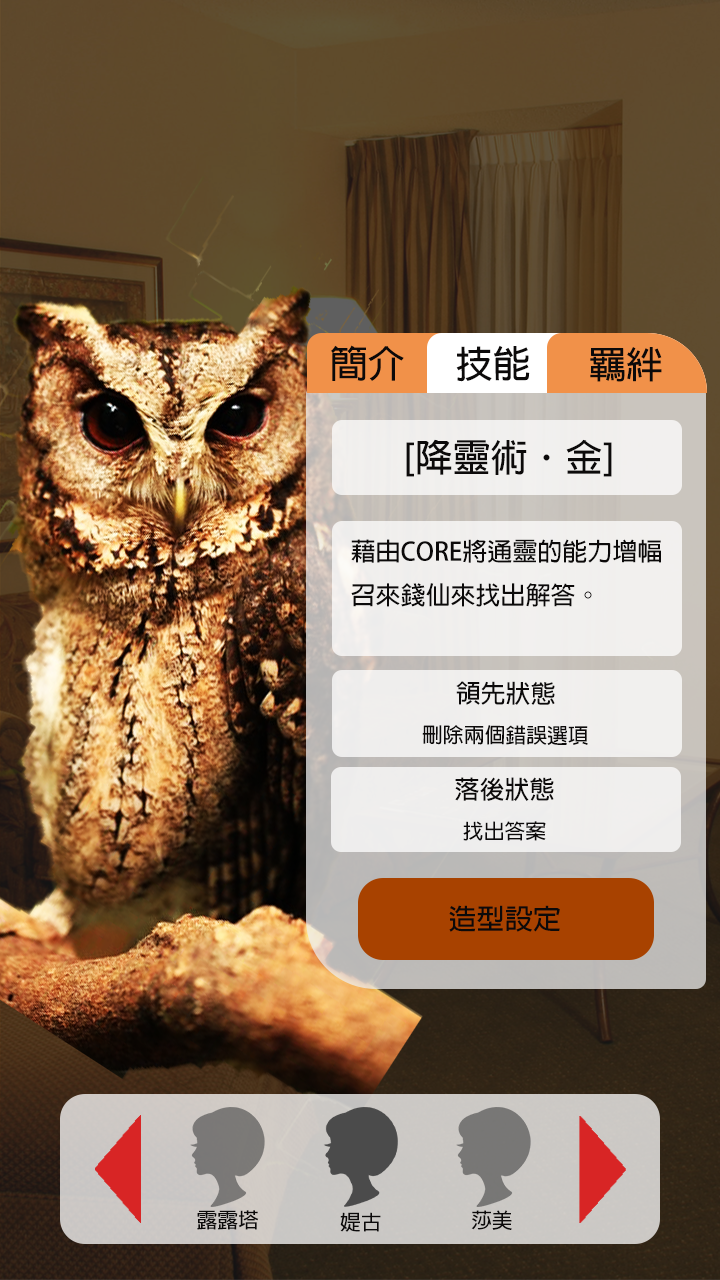 簡介 技能 羈絆
[降靈術・金]
藉由CORE將通靈的能力增幅
召來錢仙來找出解答。
領先狀態
刪除兩個錯誤選項
落後狀態
找出答案
造型設定
露露塔 媞古 莎美